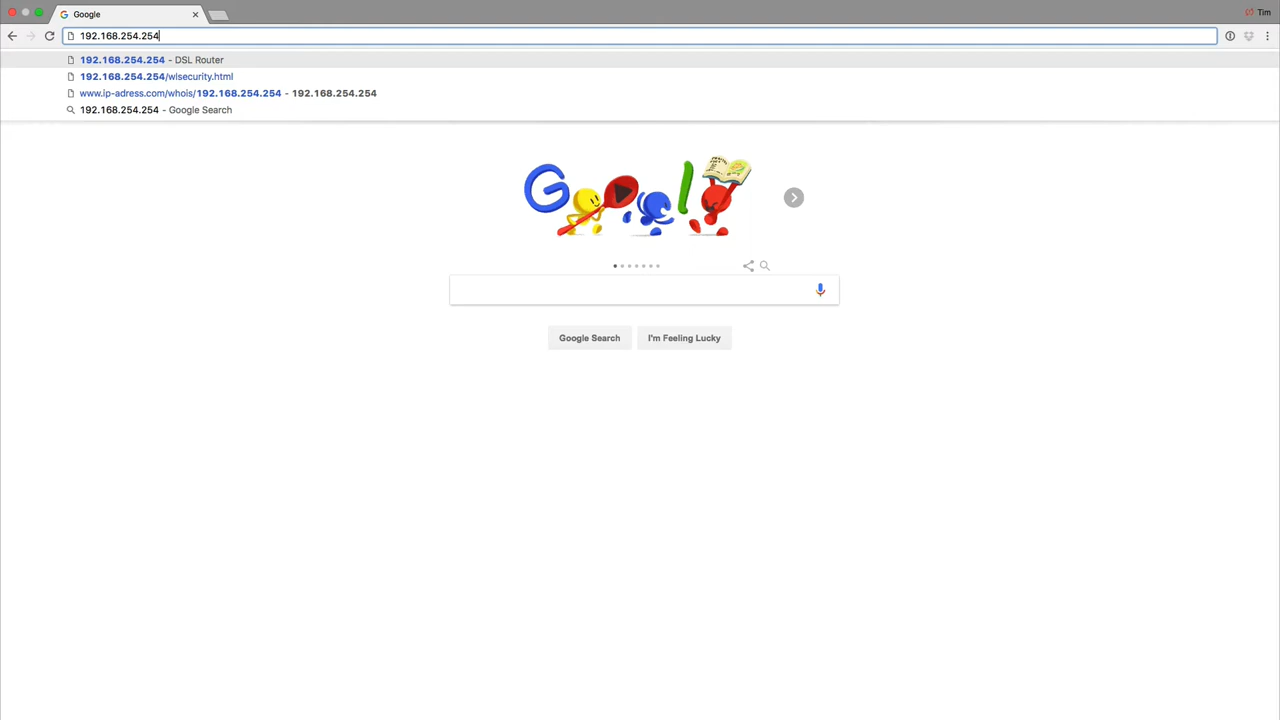 Google
Tim
192.168.254.254
192.168.254.254 - DSL Router
192.168.254.254/wisecurity.html
www.ip-adress.com/whois/192.168.254.254 - 192.168.254.254
192.168.254.254 - Google Search
Google Search
I'm Feeling Lucky